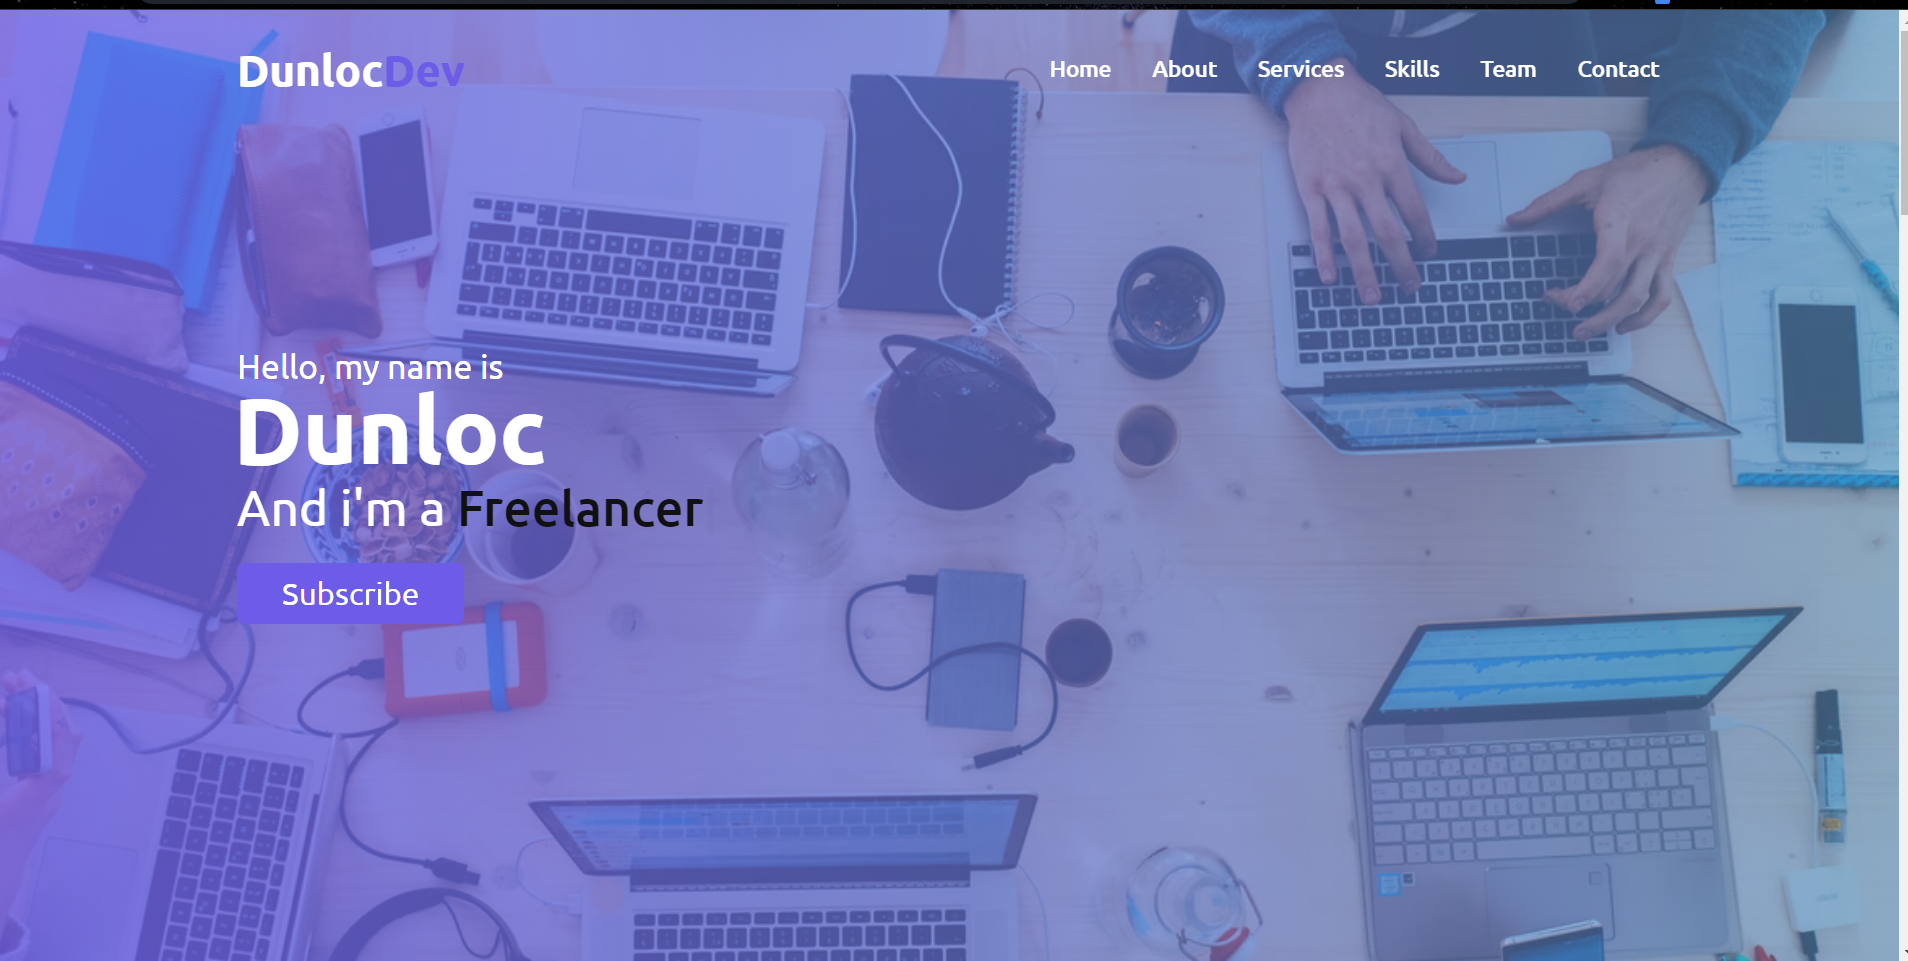 DunlocDev
Home About Services Skills Team Contact
Hello, my name is
Dunloc
And i'm a Freelancer
Subscribe